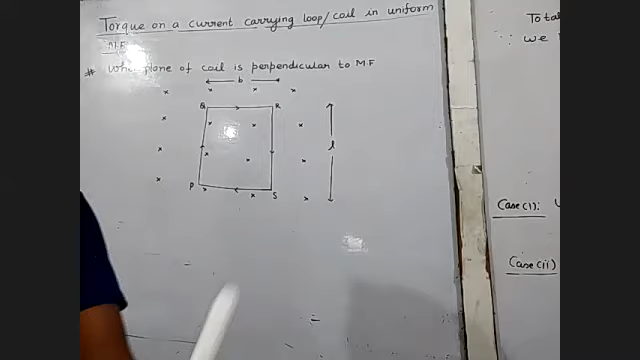 Torque on a current carrying loop/coil in uniform
M.F
# When plane of coil is perpendicular to M.F
b
Q R
l
P S
Tota
∵ we
Case(i):
Case(ii)